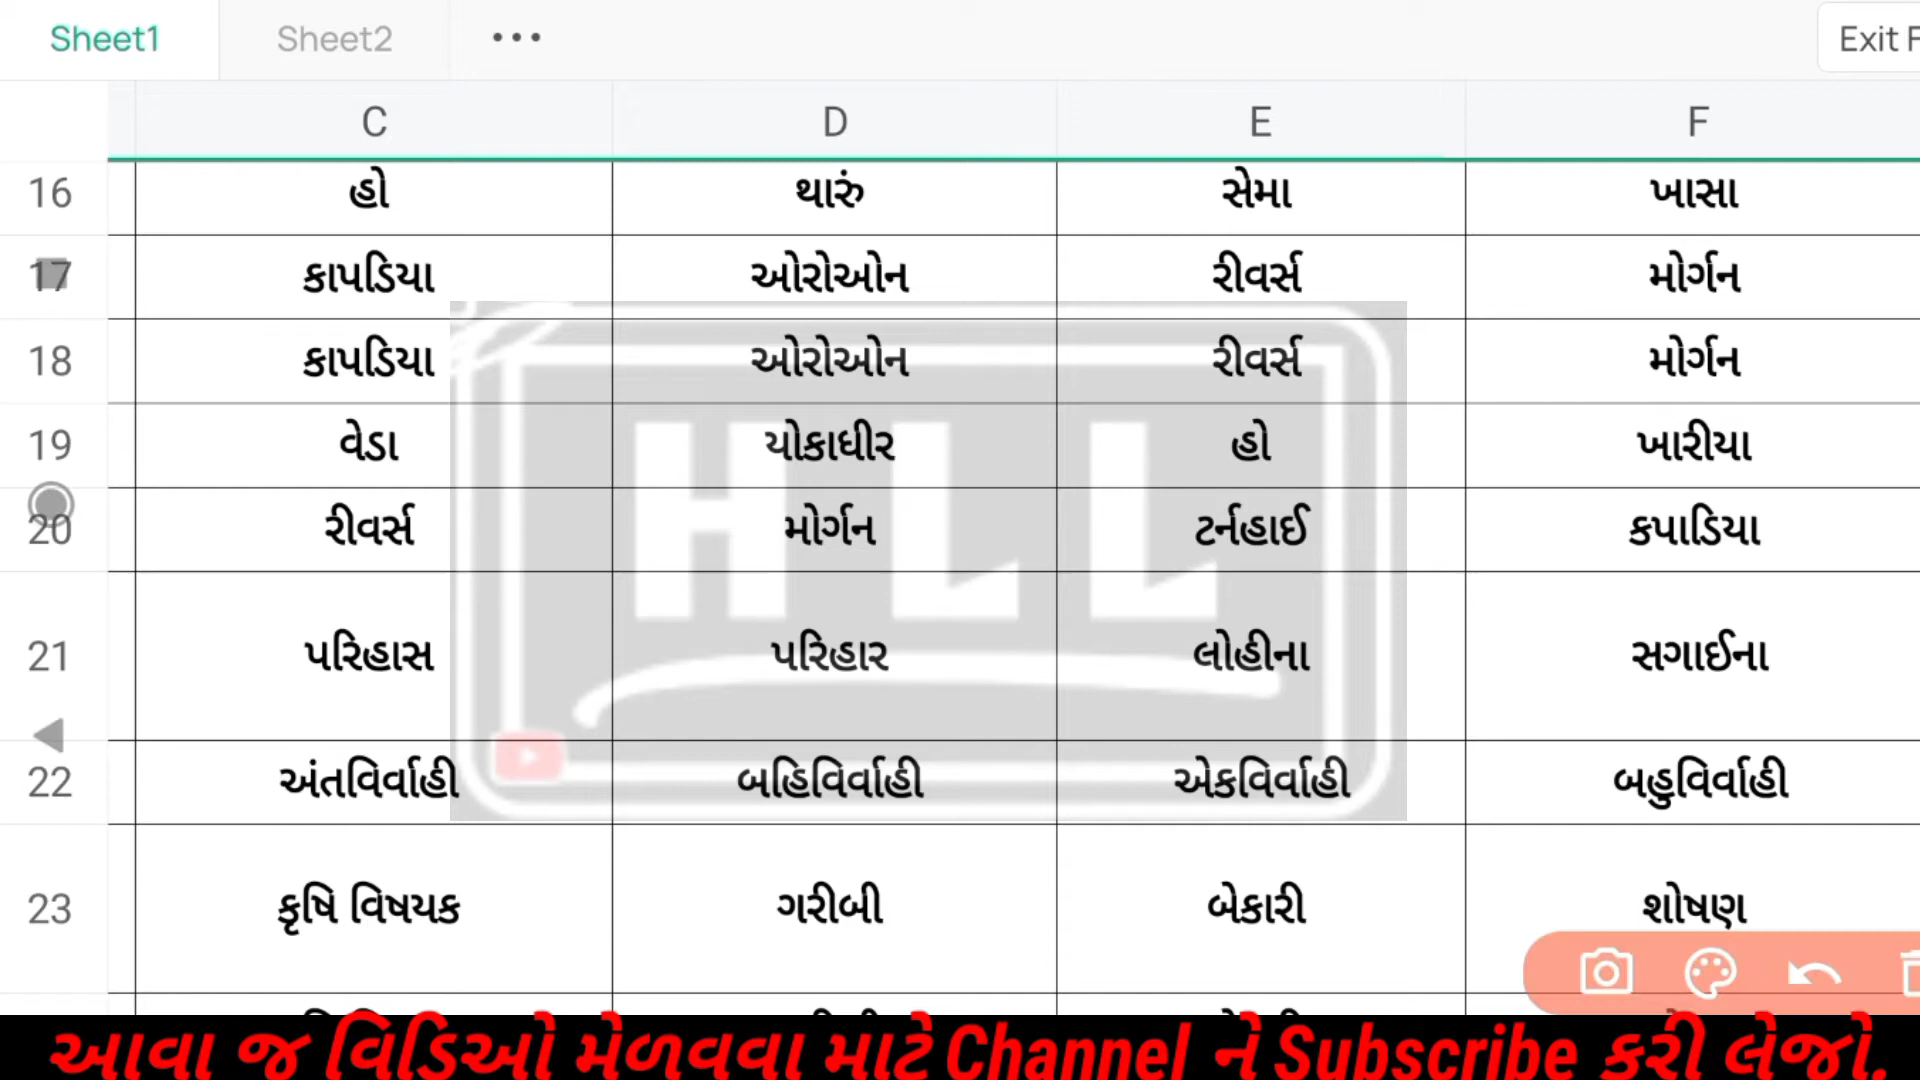 Sheet1 Sheet2 ••• Exit F
C D E F
16 હો થારું સેમા ખાસા
17 કાપડિયા ઓરોઓન રીવર્સ મોર્ગન
18 કાપડિયા ઓરોઓન રીવર્સ મોર્ગન
19 વેડા યોકાધીર હો ખારીયા
20 રીવર્સ મોર્ગન ટર્નહાઈ કપાડિયા
21 પરિહાસ પરિહાર લોહીના સગાઈના
22 અંતવિર્વાહી બહિવિર્વાહી એકવિર્વાહી બહુવિર્વાહી
23 કૃષિ વિષયક ગરીબી બેકારી શોષણ
HLL
આવા જ વિડિઓ મેળવવા માટે Channel ને Subscribe કરી લેજો.